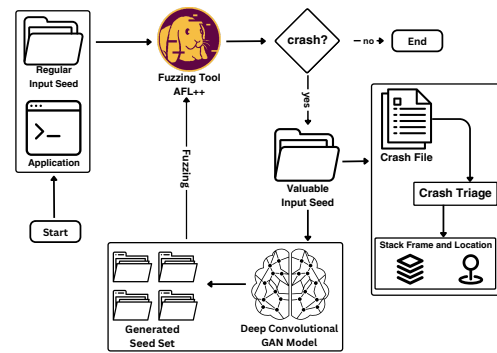 Regular
Input Seed
Application
Start
Fuzzing Tool
AFL++
crash?
no
End
yes
Valuable
Input Seed
Crash File
Crash Triage
Stack Frame and Location
Fuzzing
Generated
Seed Set
Deep Convolutional
GAN Model